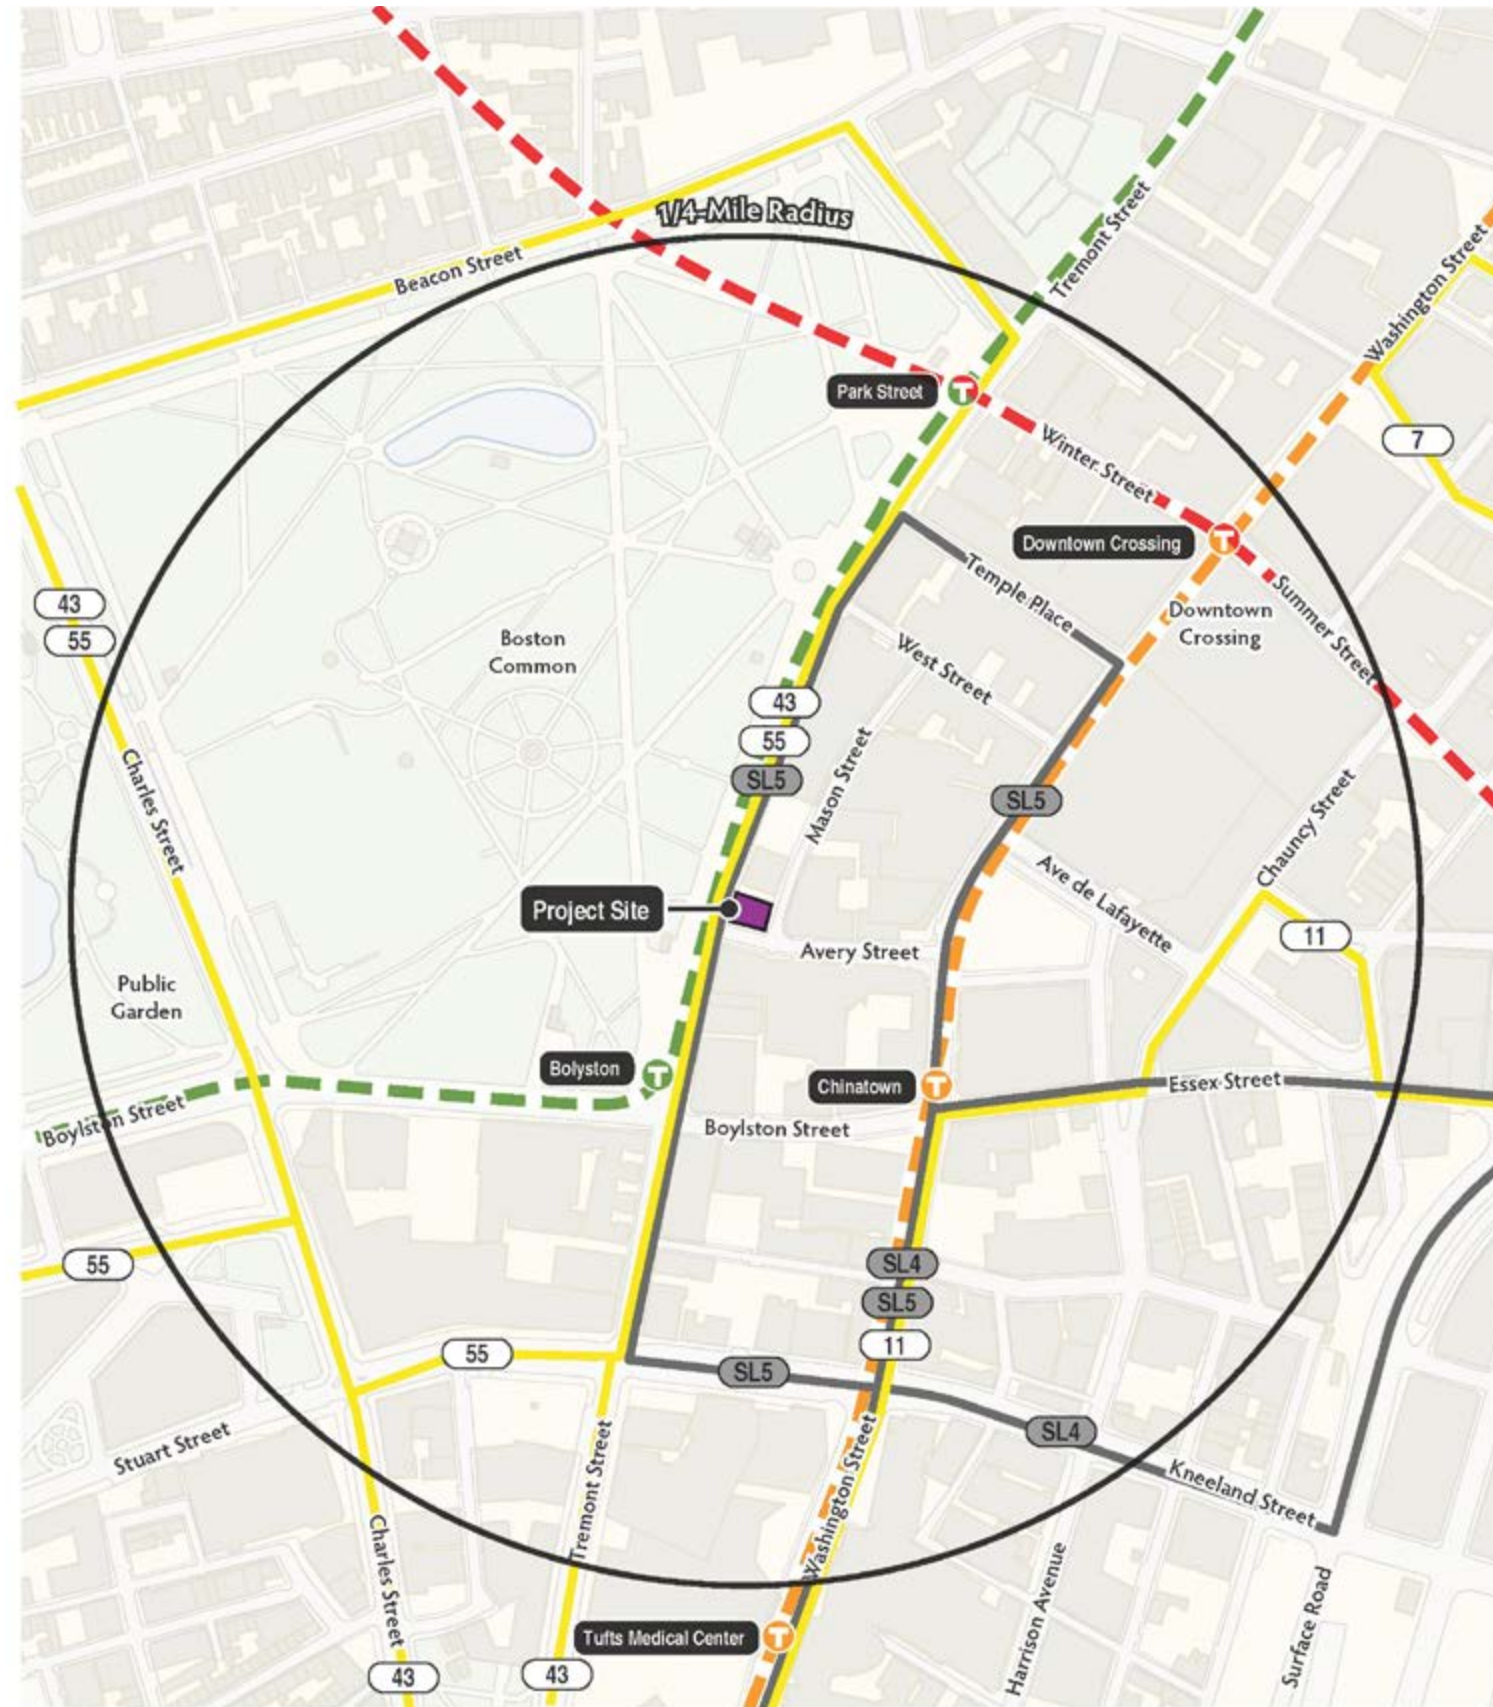 1/4-Mile Radius
Beacon Street
Tremont Street
Washington Street
Park Street
T
Winter Street
7
Downtown Crossing
T
Temple Place
Summer Street
Downtown
Crossing
43
55
Boston
Common
West Street
43
55
SL5
Mason Street
SL5
Charles Street
Chauncy Street
Ave de Lafayette
Project Site
11
Avery Street
Public
Garden
Bolyston
T
Chinatown
T
Essex Street
Boylston Street
Boylston Street
55
SL4
SL5
11
55
SL5
SL4
Stuart Street
Kneeland Street
Tremont Street
Washington Street
Charles Street
Harrison Avenue
Surface Road
Tufts Medical Center
T
43
43